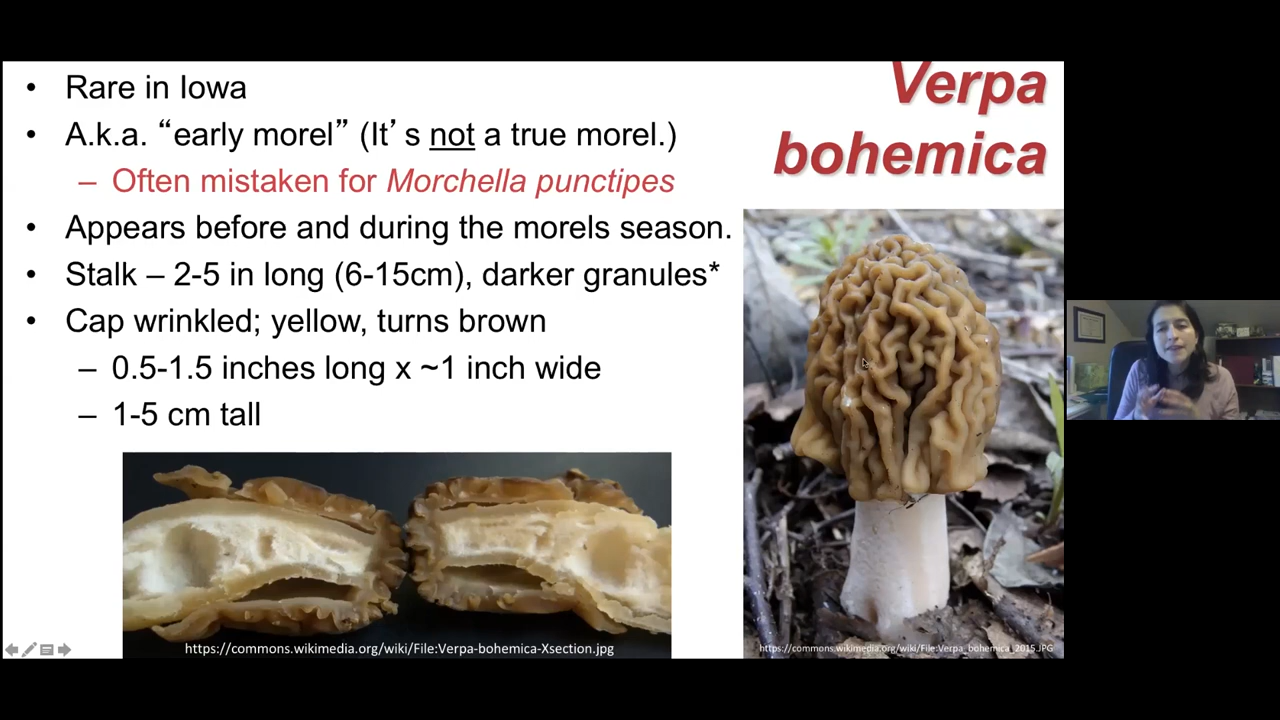 Verpa
bohemica
• Rare in Iowa
• A.k.a. “early morel” (It’s not a true morel.)
– Often mistaken for Morchella punctipes
• Appears before and during the morels season.
• Stalk – 2-5 in long (6-15cm), darker granules*
• Cap wrinkled; yellow, turns brown
– 0.5-1.5 inches long x ~1 inch wide
– 1-5 cm tall
https://commons.wikimedia.org/wiki/File:Verpa-bohemica-Xsection.jpg
https://commons.wikimedia.org/wiki/File:Verpa_bohemica_2015.JPG